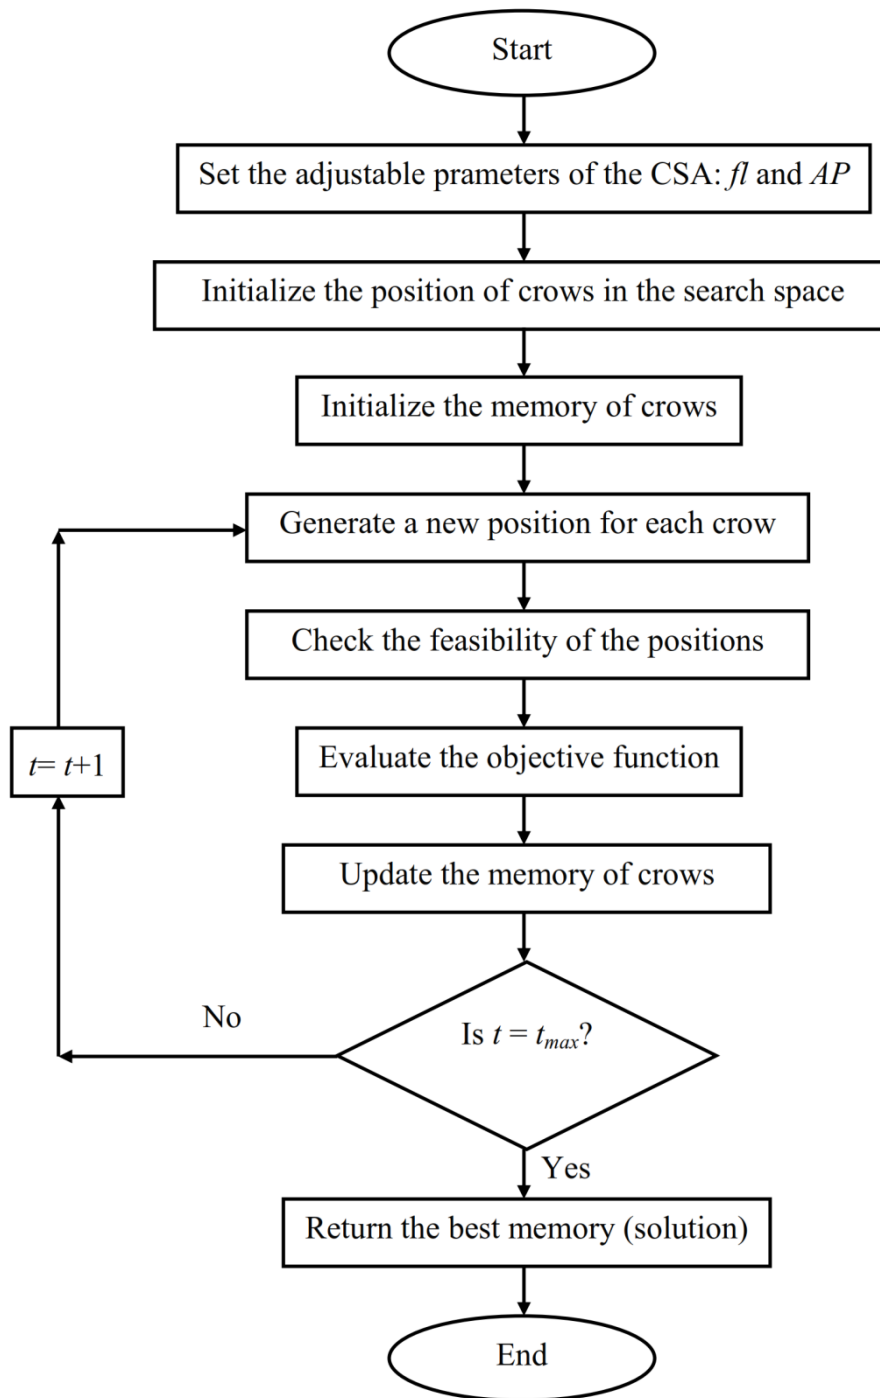 Start
Set the adjustable prameters of the CSA: fl and AP
Initialize the position of crows in the search space
Initialize the memory of crows
Generate a new position for each crow
Check the feasibility of the positions
t= t+1
Evaluate the objective function
Update the memory of crows
No
Is t = tmax?
Yes
Return the best memory (solution)
End